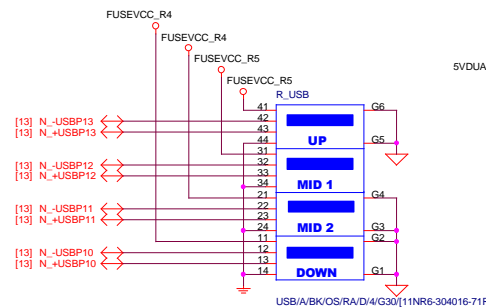 FUSEVCC_R4
FUSEVCC_R4
FUSEVCC_R5
FUSEVCC_R5
5VDUA
R_USB
41
42
43
44
31
32
33
34
21
22
23
24
11
12
13
14
[13] N_-USBP13
[13] N_+USBP13
[13] N_-USBP12
[13] N_+USBP12
[13] N_-USBP11
[13] N_+USBP11
[13] N_-USBP10
[13] N_+USBP10
UP
MID 1
MID 2
DOWN
G6
G5
G4
G3
G2
G1
USB/A/BK/OS/RA/D/4/G30/[11NR6-304016-71F